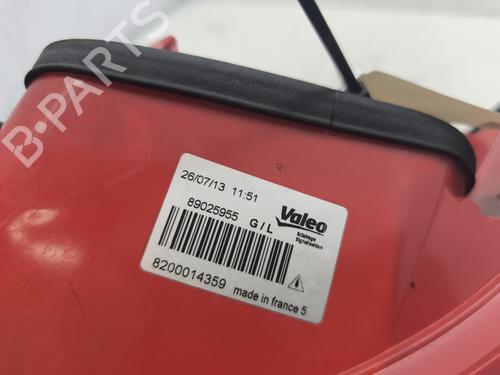 B-PARTS
26/07/13 11:51
89025955 G/L
Valeo
Eclairage
Signalisation
8200014359 made in france 5